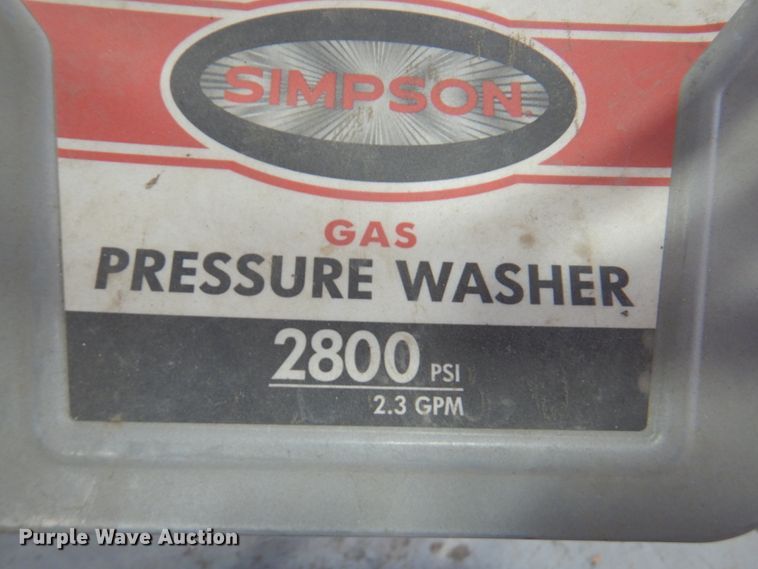 SIMPSON
GAS
PRESSURE WASHER
2800 PSI
2.3 GPM
Purple Wave Auction